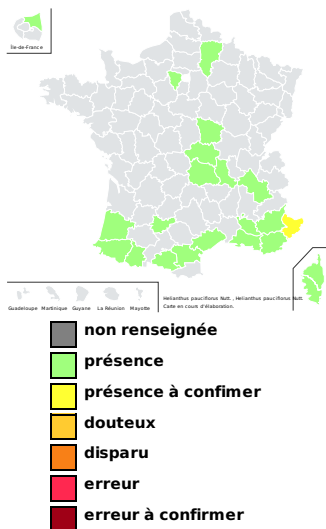 Île-de-France
Guadeloupe Martinique Guyane La Réunion Mayotte
Helianthus pauciflorus Nutt. , Helianthus pauciflorus Nutt.
Carte en cours d'élaboration.
non renseignée
présence
présence à confimer
douteux
disparu
erreur
erreur à confirmer